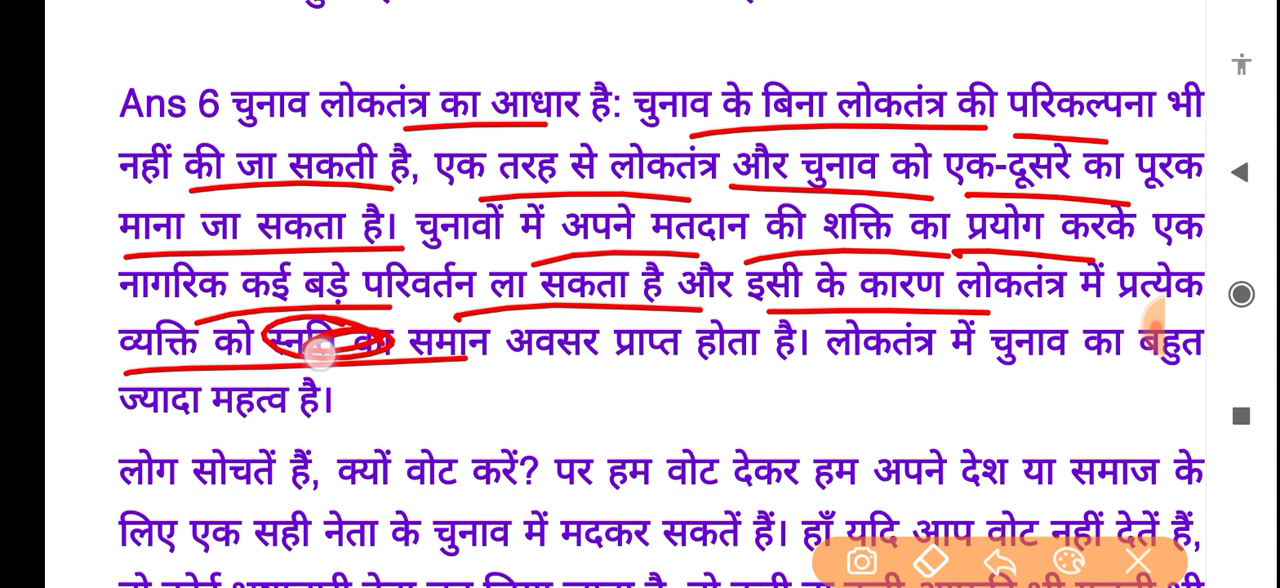 Ans 6 चुनाव लोकतंत्र का आधार है: चुनाव के बिना लोकतंत्र की परिकल्पना भी
नहीं की जा सकती है, एक तरह से लोकतंत्र और चुनाव को एक-दूसरे का पूरक
माना जा सकता है। चुनावों में अपने मतदान की शक्ति का प्रयोग करके एक
नागरिक कई बड़े परिवर्तन ला सकता है और इसी के कारण लोकतंत्र में प्रत्येक
व्यक्ति को का समान अवसर प्राप्त होता है। लोकतंत्र में चुनाव का बहुत
ज्यादा महत्व है।
लोग सोचतें हैं, क्यों वोट करें? पर हम वोट देकर हम अपने देश या समाज के
लिए एक सही नेता के चुनाव में मदकर सकतें हैं। हाँ यदि आप वोट नहीं देतें हैं,